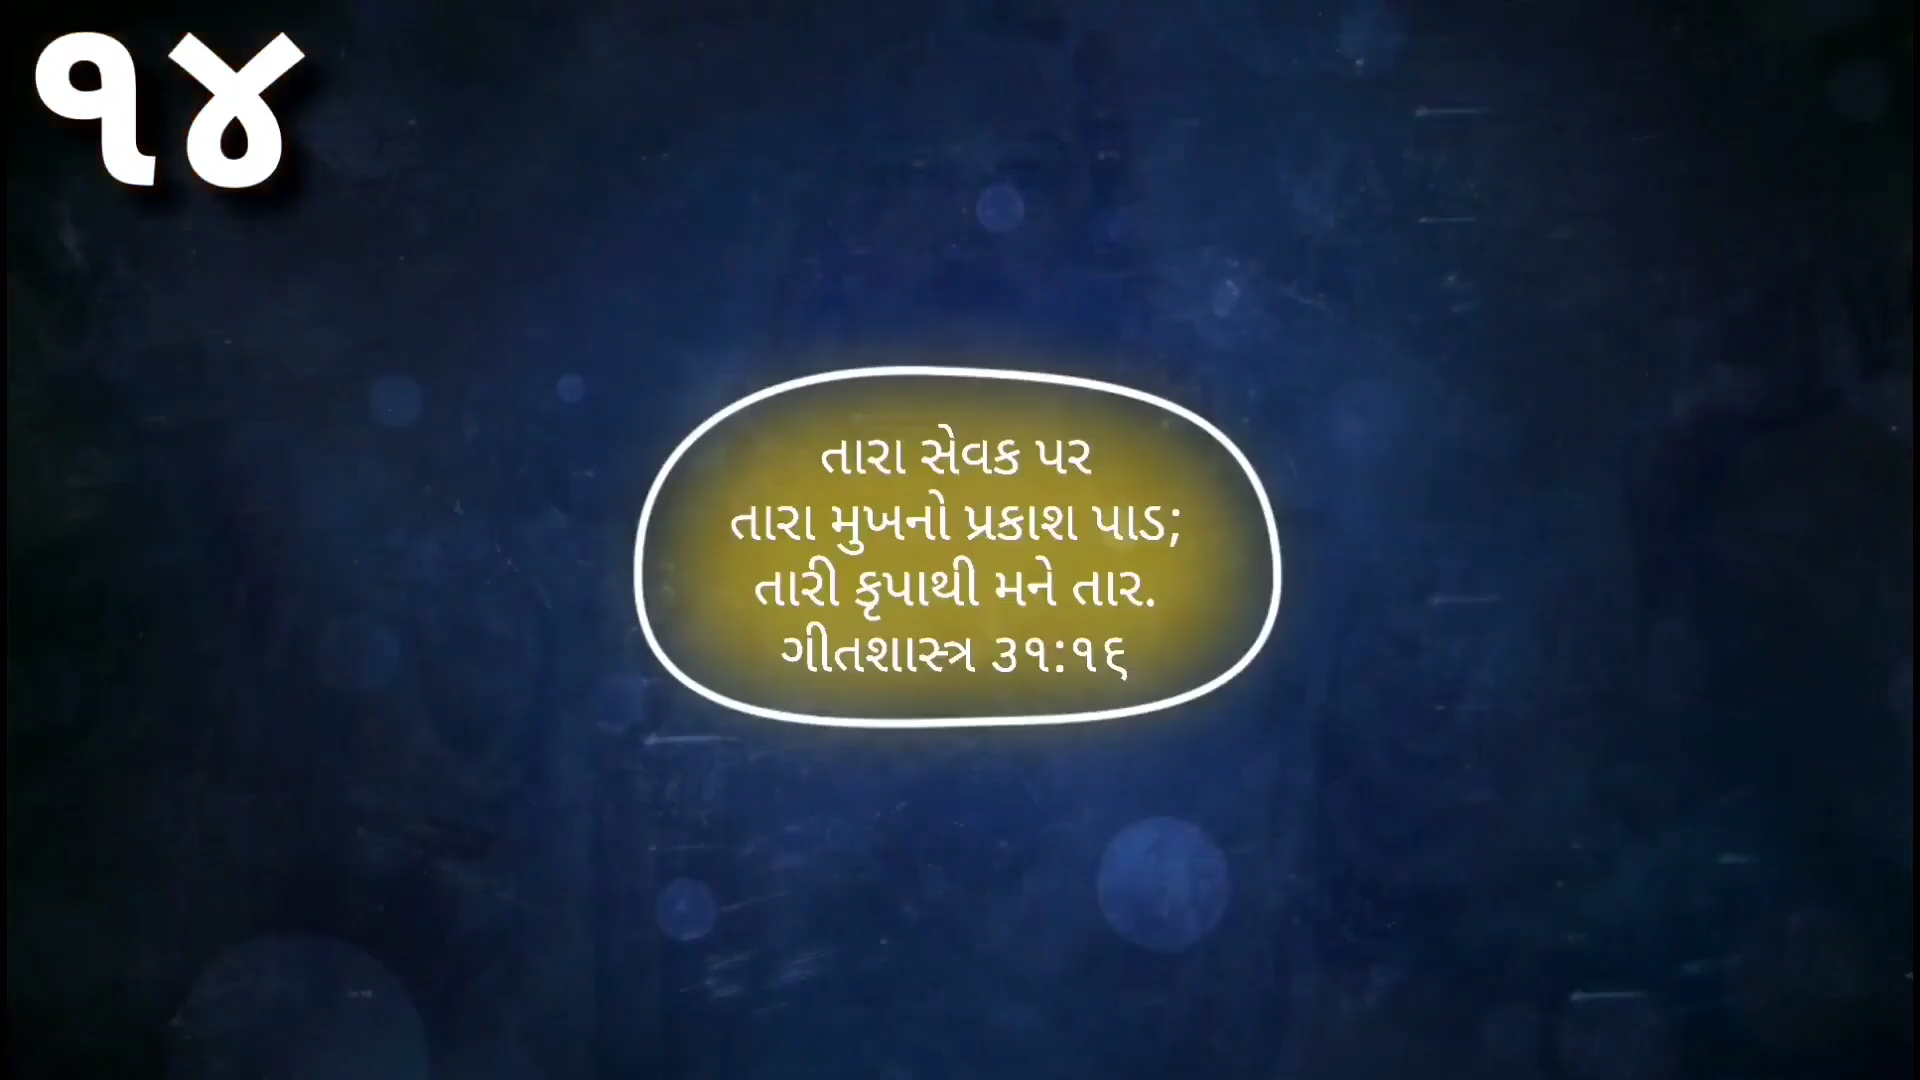 ૧૪
તારા સેવક પર
તારા મુખનો પ્રકાશ પાડ;
તારી કૃપાથી મને તાર.
ગીતશાસ્ત્ર ૩૧:૧૬